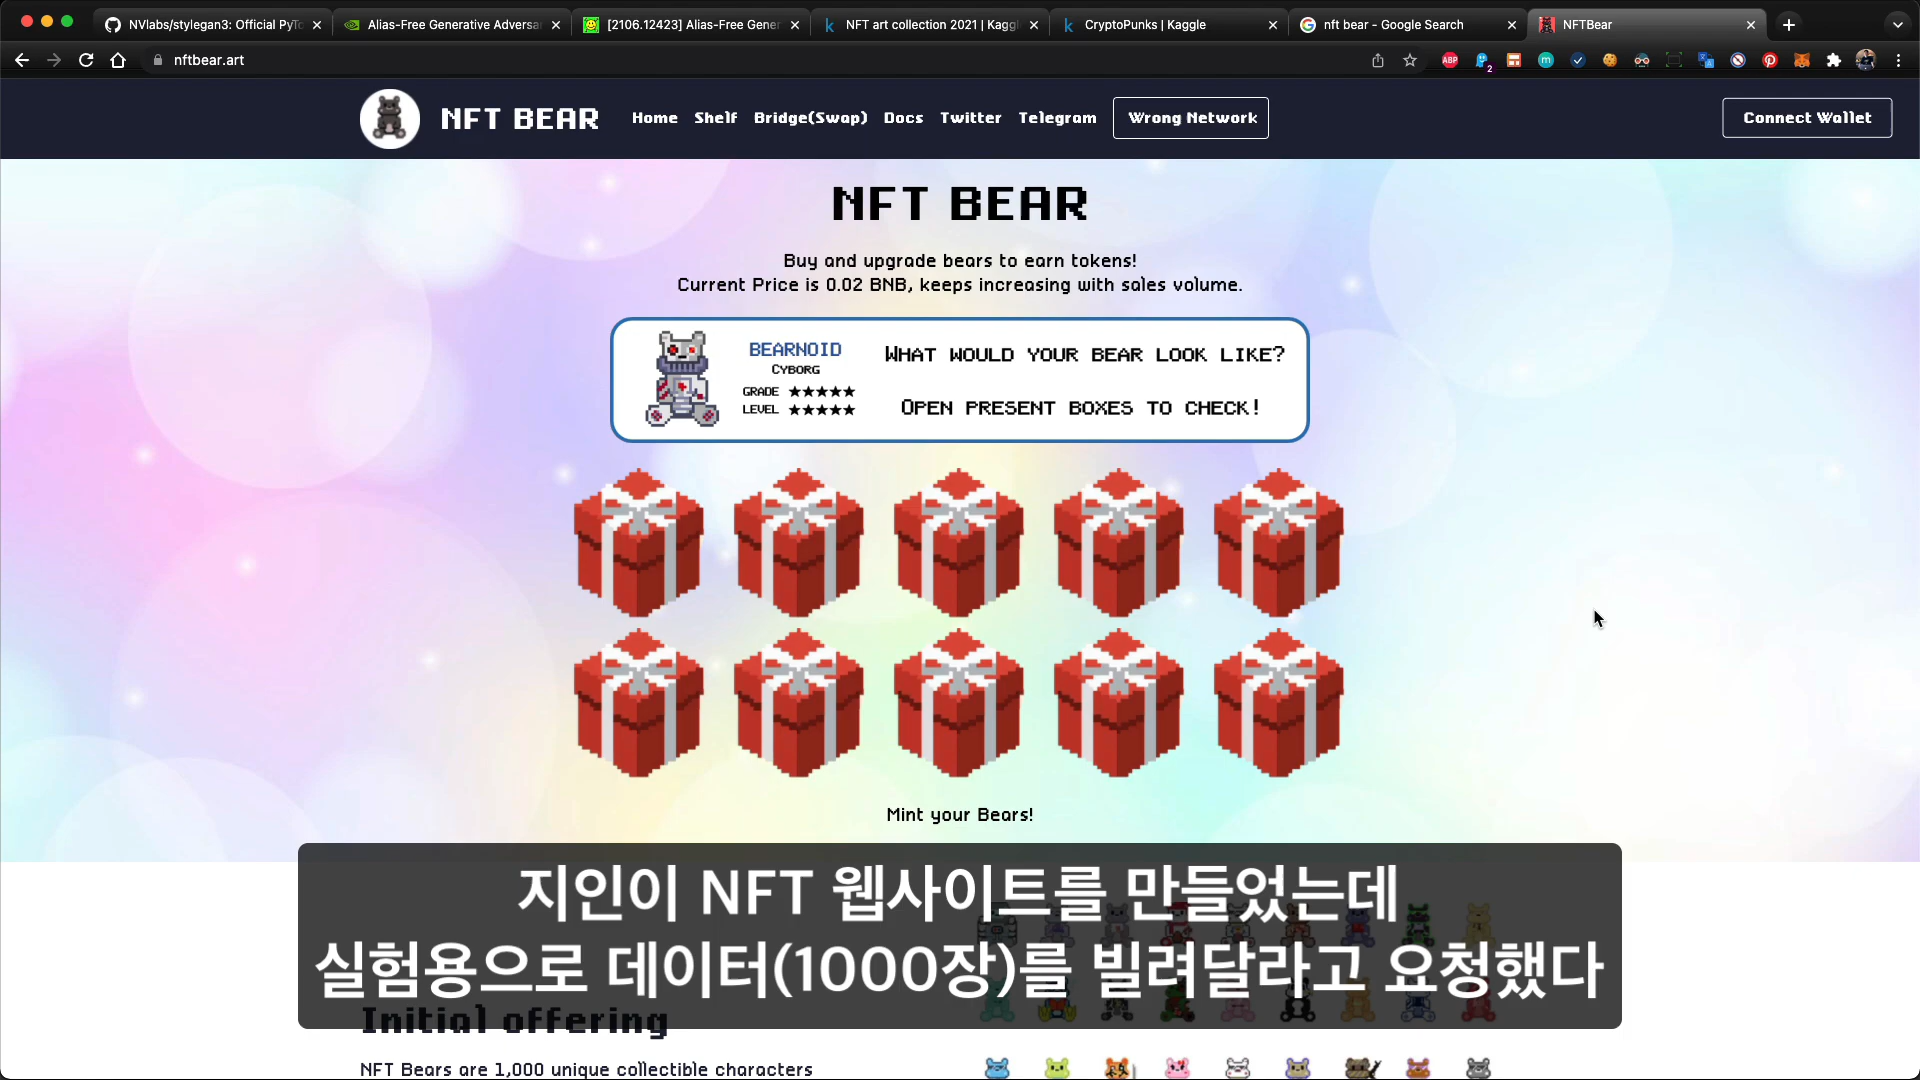 NVlabs/stylegan3: Official PyTo
Alias-Free Generative Adversar
[2106.12423] Alias-Free Gener
NFT art collection 2021 | Kaggl
CryptoPunks | Kaggle
nft bear - Google Search
NFTBear
nftbear.art
ABP
2
NFT BEAR
Home
Shelf
Bridge(Swap)
Docs
Twitter
Telegram
Wrong Network
Connect Wallet
NFT BEAR
Buy and upgrade bears to earn tokens!
Current Price is 0.02 BNB, keeps increasing with sales volume.
BEARNOID
CYBORG
GRADE ★★★★★
LEVEL ★★★★★
WHAT WOULD YOUR BEAR LOOK LIKE?
OPEN PRESENT BOXES TO CHECK!
Mint your Bears!
지인이 NFT 웹사이트를 만들었는데
실험용으로 데이터(1000장)를 빌려달라고 요청했다
Initial offering
NFT Bears are 1,000 unique collectible characters